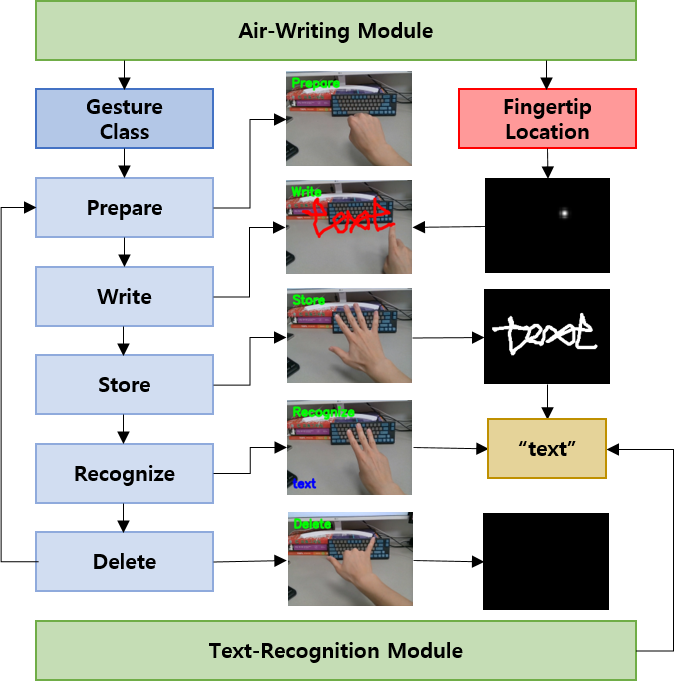 Air-Writing Module
Gesture
Class
Prepare
Fingertip
Location
Prepare
Write
text
Write
Store
text
Store
Recognize
text
Recognize
“text”
Delete
Delete
Text-Recognition Module